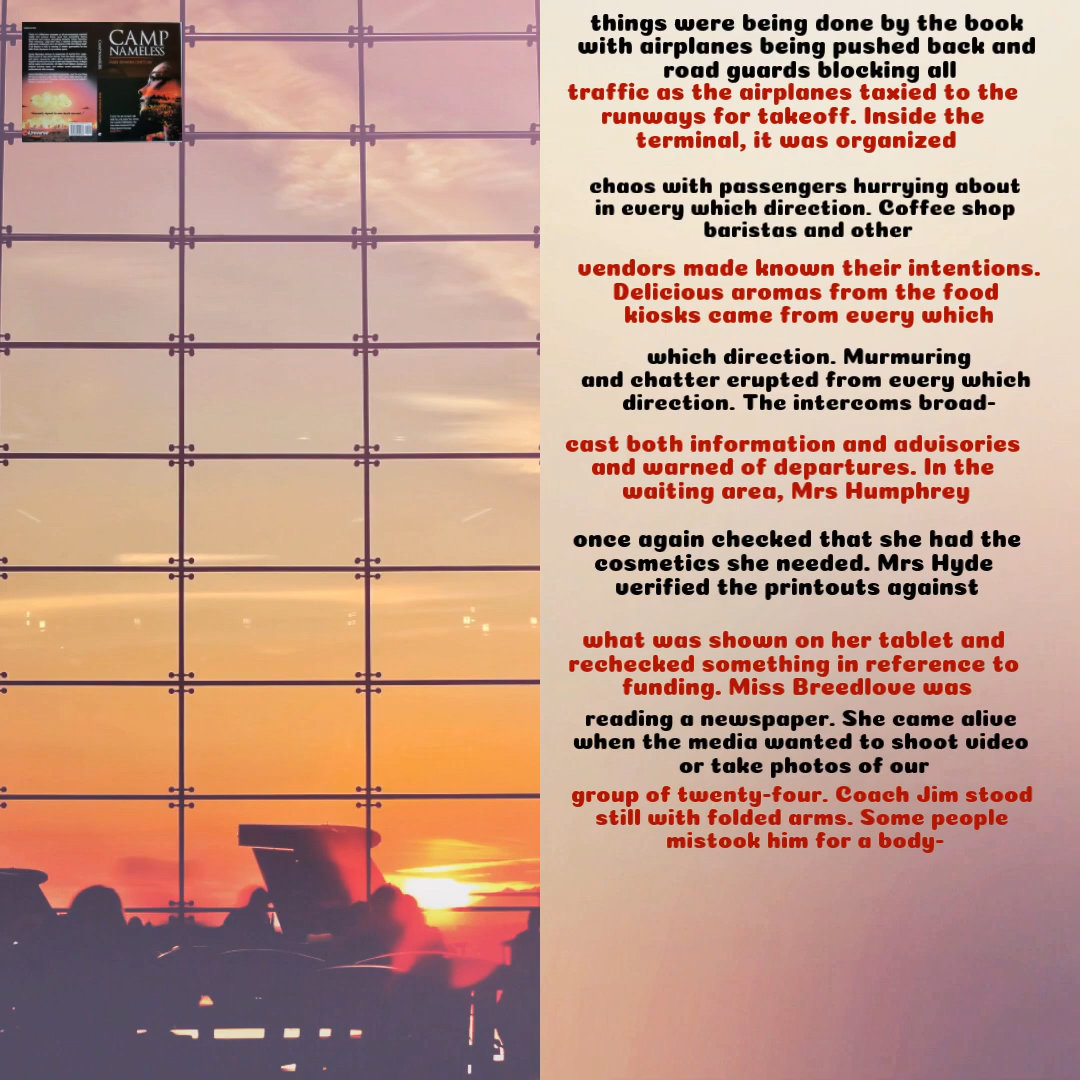 CAMP
NAMELESS
things were being done by the book
with airplanes being pushed back and
road guards blocking all
traffic as the airplanes taxied to the
runways for takeoff. Inside the
terminal, it was organized
chaos with passengers hurrying about
in every which direction. Coffee shop
baristas and other
vendors made known their intentions.
Delicious aromas from the food
kiosks came from every which
which direction. Murmuring
and chatter erupted from every which
direction. The intercoms broad-
cast both information and advisories
and warned of departures. In the
waiting area, Mrs Humphrey
once again checked that she had the
cosmetics she needed. Mrs Hyde
verified the printouts against
what was shown on her tablet and
rechecked something in reference to
funding. Miss Breedlove was
reading a newspaper. She came alive
when the media wanted to shoot video
or take photos of our
group of twenty-four. Coach Jim stood
still with folded arms. Some people
mistook him for a body-